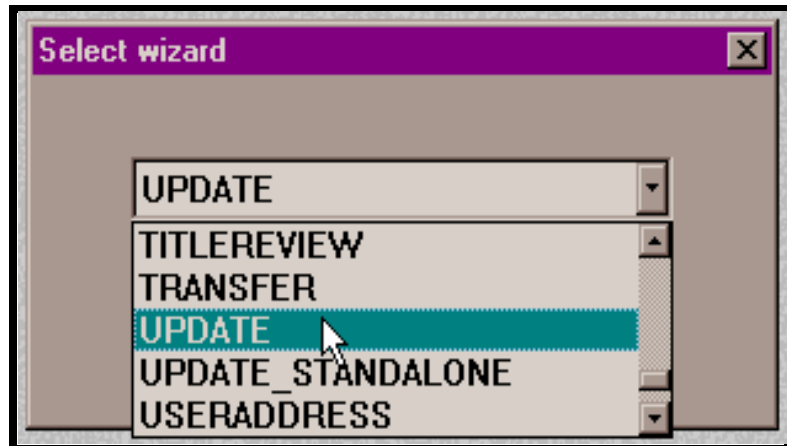 Select wizard
UPDATE
TITLEREVIEW
TRANSFER
UPDATE
UPDATE_STANDALONE
USERADDRESS